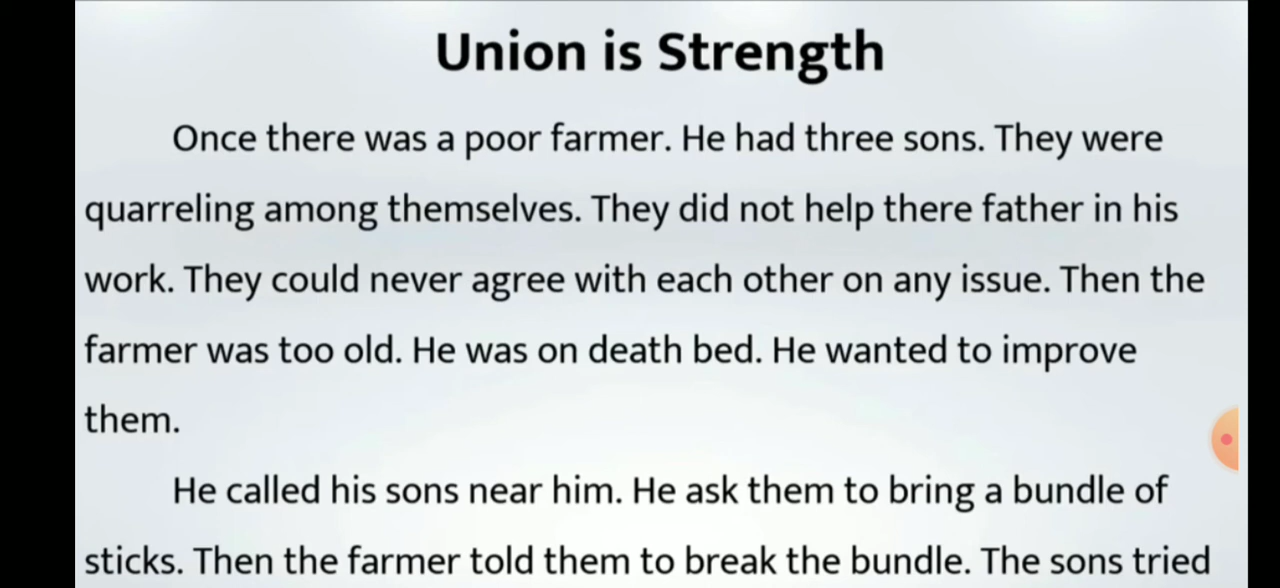 Union is Strength
Once there was a poor farmer. He had three sons. They were
quarreling among themselves. They did not help there father in his
work. They could never agree with each other on any issue. Then the
farmer was too old. He was on death bed. He wanted to improve
them.
He called his sons near him. He ask them to bring a bundle of
sticks. Then the farmer told them to break the bundle. The sons tried